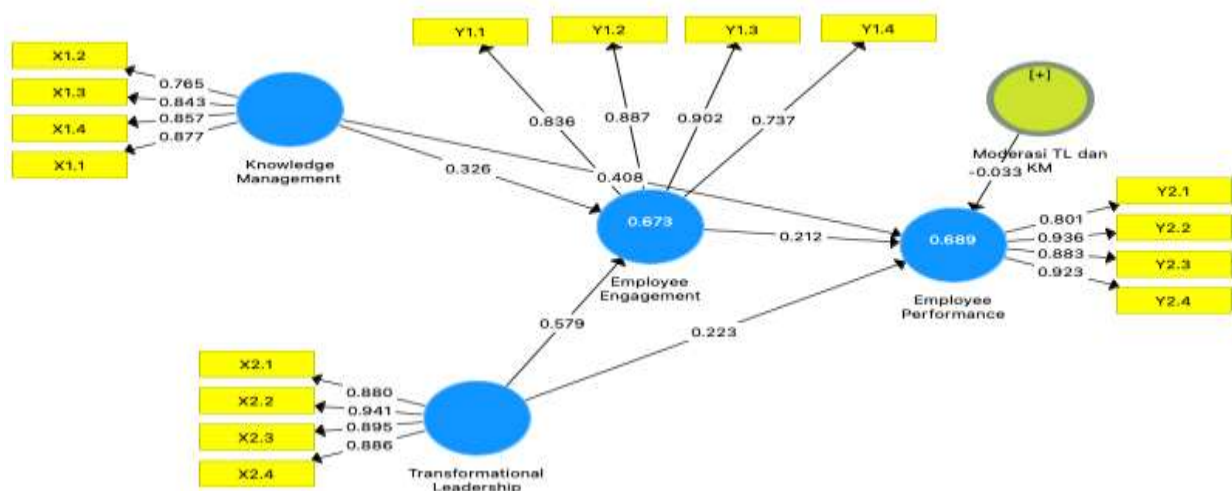 Y1.1
Y1.2
Y1.3
Y1.4
X1.2
X1.3
X1.4
X1.1
0.765
0.843
0.857
0.877
Knowledge
Management
0.836
0.887
0.902
0.737
[+]
Moderasi TL dan
KM
-0.033
0.326
0.408
0.673
Employee
Engagement
0.212
0.689
Employee
Performance
0.801
0.936
0.883
0.923
Y2.1
Y2.2
Y2.3
Y2.4
0.579
0.223
X2.1
X2.2
X2.3
X2.4
0.880
0.941
0.895
0.886
Transformational
Leadership